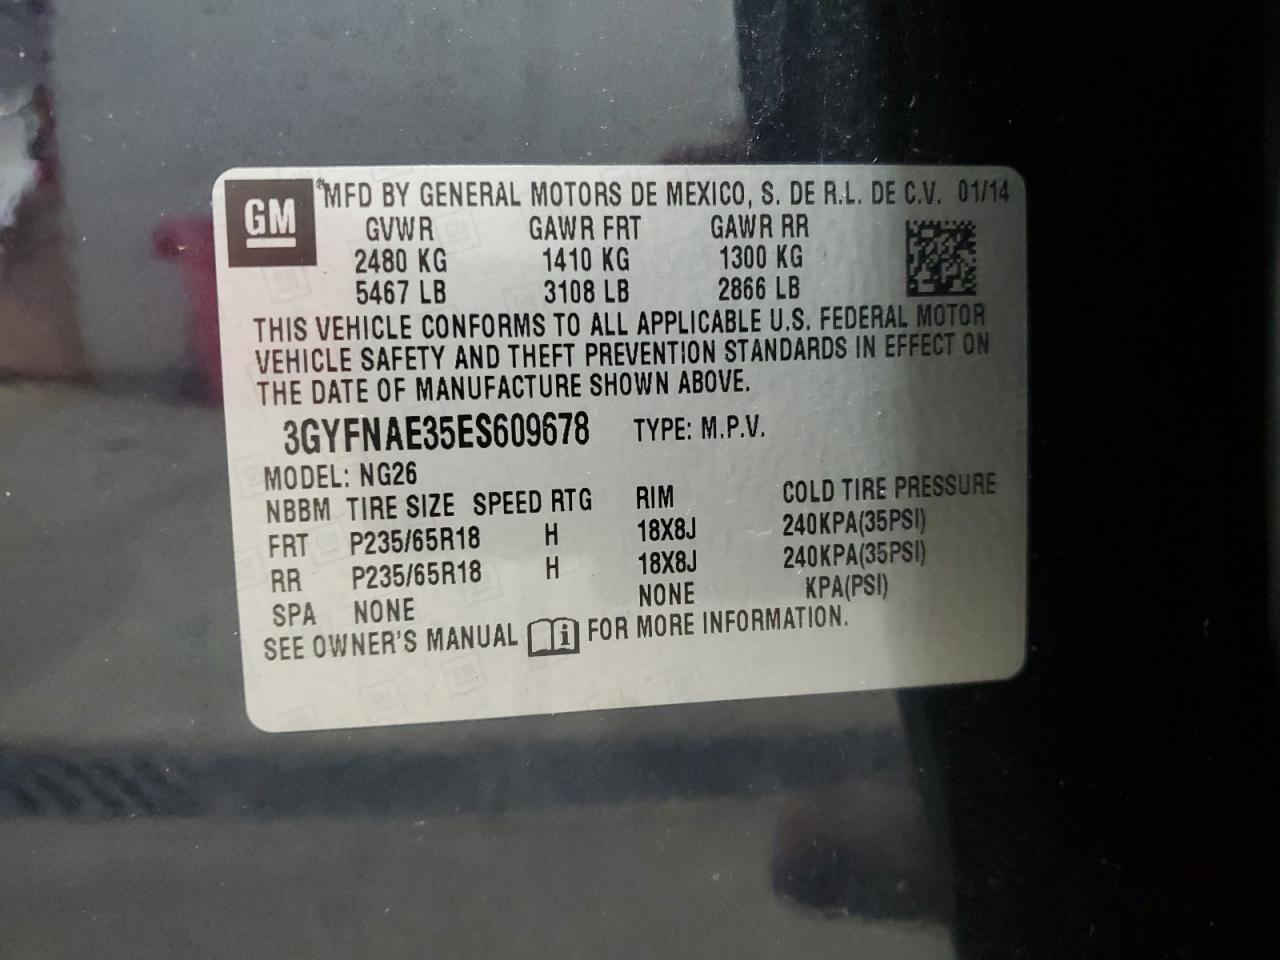 GM
*MFD BY GENERAL MOTORS DE MEXICO, S. DE R.L. DE C.V. 01/14
GVWR GAWR FRT GAWR RR
2480 KG 1410 KG 1300 KG
5467 LB 3108 LB 2866 LB
THIS VEHICLE CONFORMS TO ALL APPLICABLE U.S. FEDERAL MOTOR
VEHICLE SAFETY AND THEFT PREVENTION STANDARDS IN EFFECT ON
THE DATE OF MANUFACTURE SHOWN ABOVE.
3GYFNAE35ES609678 TYPE: M.P.V.
MODEL: NG26
NBBM TIRE SIZE SPEED RTG RIM COLD TIRE PRESSURE
FRT P235/65R18 H 18X8J 240KPA(35PSI)
RR P235/65R18 H 18X8J 240KPA(35PSI)
SPA NONE NONE KPA(PSI)
SEE OWNER'S MANUAL i FOR MORE INFORMATION.